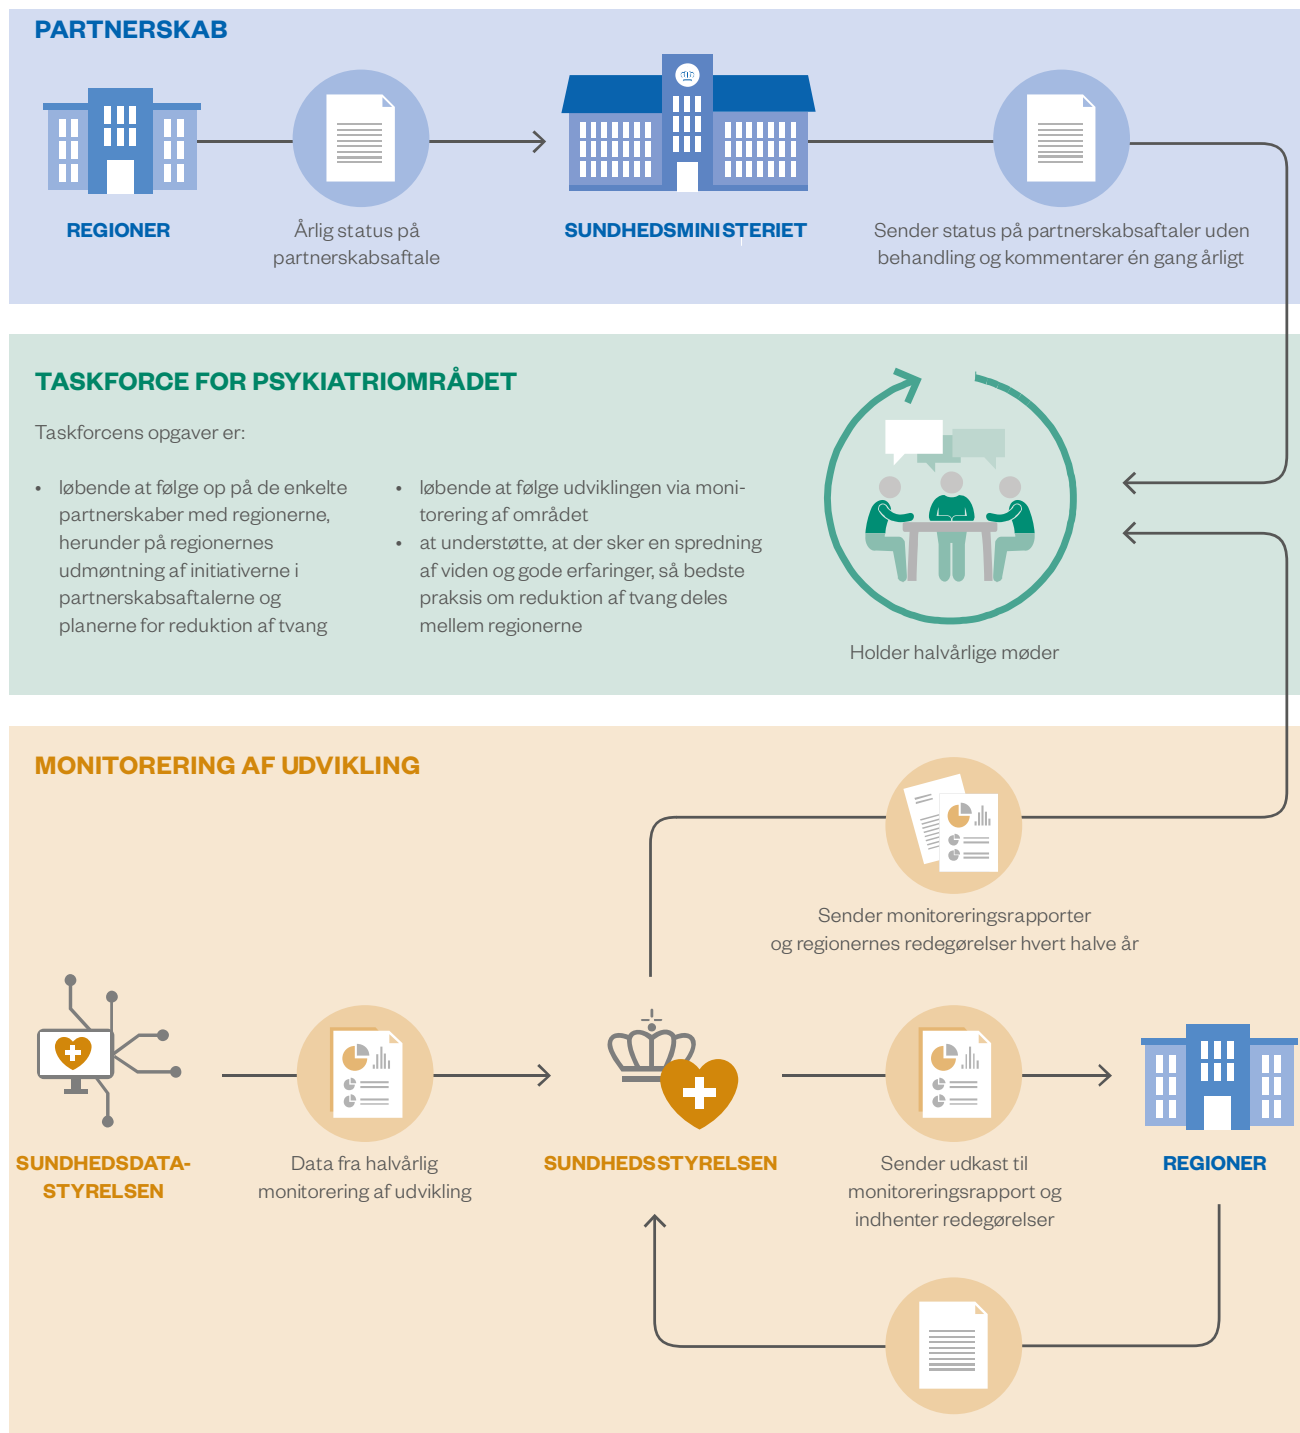 PARTNERSKAB
REGIONER
Årlig status på
partnerskabsaftale
SUNDHEDSMINISTERIET
Sender status på partnerskabsaftaler uden
behandling og kommentarer én gang årligt
TASKFORCE FOR PSYKIATRIOMRÅDET
Taskforcens opgaver er:
• løbende at følge op på de enkelte
partnerskaber med regionerne,
herunder på regionernes
udmøntning af initiativerne i
partnerskabsaftalerne og
planerne for reduktion af tvang
• løbende at følge udviklingen via moni-
torering af området
• at understøtte, at der sker en spredning
af viden og gode erfaringer, så bedste
praksis om reduktion af tvang deles
mellem regionerne
Holder halvårlige møder
MONITORERING AF UDVIKLING
Sender monitoreringsrapporter
og regionernes redegørelser hvert halve år
SUNDHEDSDATA-
STYRELSEN
Data fra halvårlig
monitorering af udvikling
SUNDHEDSSTYRELSEN
Sender udkast til
monitoreringsrapport og
indhenter redegørelser
REGIONER